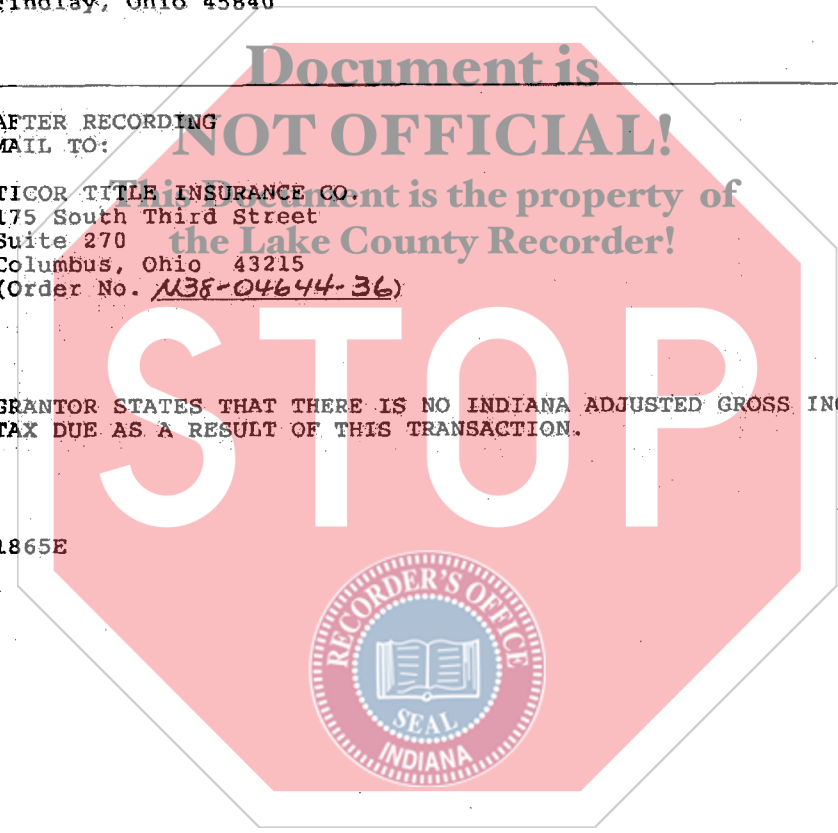 Findlay, Ohio 45840
Document is
NOT OFFICIAL!
This Document is the property of
the Lake County Recorder!
AFTER RECORDING
MAIL TO:
TICOR TITLE INSURANCE CO.
175 South Third Street
Suite 270
Columbus, Ohio 43215
(Order No. N38-04644-36)
STOP
GRANTOR STATES THAT THERE IS NO INDIANA ADJUSTED GROSS INC
TAX DUE AS A RESULT OF THIS TRANSACTION.
1865E
RECORDER'S OFFICE
SEAL
INDIANA